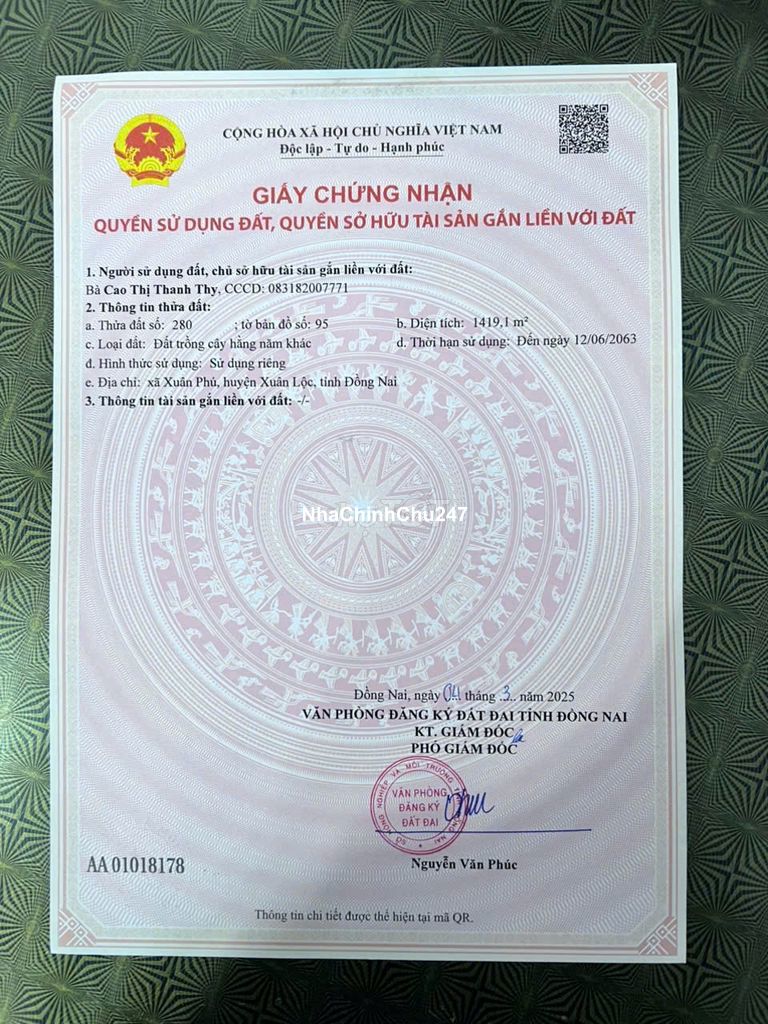 CỘNG HÒA XÃ HỘI CHỦ NGHĨA VIỆT NAM
Độc lập - Tự do - Hạnh phúc
GIẤY CHỨNG NHẬN
QUYỀN SỬ DỤNG ĐẤT, QUYỀN SỞ HỮU TÀI SẢN GẮN LIỀN VỚI ĐẤT
1. Người sử dụng đất, chủ sở hữu tài sản gắn liền với đất:
Bà Cao Thị Thanh Thy, CCCD: 083182007771
2. Thông tin thửa đất:
a. Thửa đất số: 280 ; tờ bản đồ số: 95 b. Diện tích: 1419,1 m²
c. Loại đất: Đất trồng cây hằng năm khác d. Thời hạn sử dụng: Đến ngày 12/06/2063
đ. Hình thức sử dụng: Sử dụng riêng
e. Địa chỉ: xã Xuân Phú, huyện Xuân Lộc, tỉnh Đồng Nai
3. Thông tin tài sản gắn liền với đất: -/-
NhaChinhChu247
Đồng Nai, ngày 04 tháng .3.. năm 2025
VĂN PHÒNG ĐĂNG KÝ ĐẤT ĐAI TỈNH ĐỒNG NAI
KT. GIÁM ĐỐC
PHÓ GIÁM ĐỐC
VĂN PHÒNG
ĐĂNG KÝ
ĐẤT ĐAI
Nguyễn Văn Phúc
AA 01018178
Thông tin chi tiết được thể hiện tại mã QR.